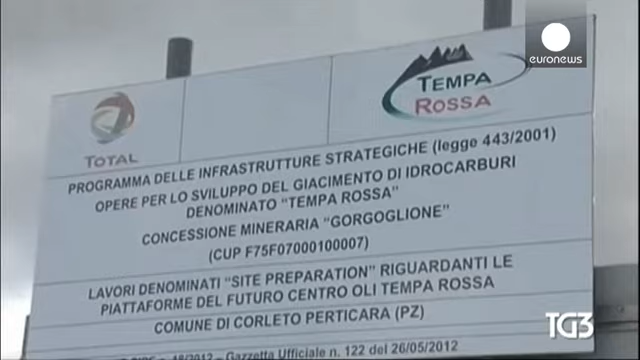 euronews
TOTAL
TEMPA
ROSSA
PROGRAMMA DELLE INFRASTRUTTURE STRATEGICHE (legge 443/2001)
OPERE PER LO SVILUPPO DEL GIACIMENTO DI IDROCARBURI
DENOMINATO "TEMPA ROSSA"
CONCESSIONE MINERARIA "GORGOGLIONE"
(CUP F75F07000100007)
LAVORI DENOMINATI "SITE PREPARATION" RIGUARDANTI LE
PIATTAFORME DEL FUTURO CENTRO OLI TEMPA ROSSA
COMUNE DI CORLETO PERTICARA (PZ)
18/2012 - Gazzetta Ufficiale n. 122 del 26/05/2012
TG3